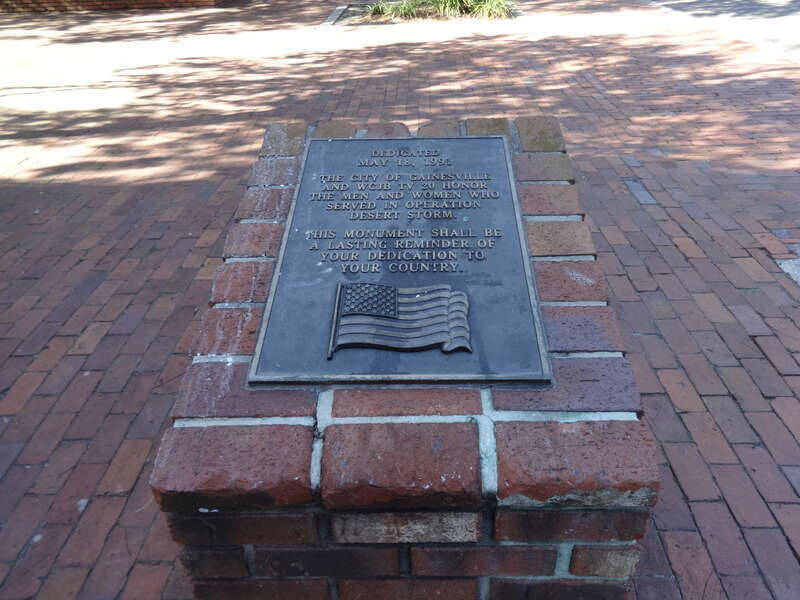 DEDICATED
MAY 18, 1991
THE CITY OF GAINESVILLE
AND WCJB TV 20 HONOR
THE MEN AND WOMEN WHO
SERVED IN OPERATION
DESERT STORM.
THIS MONUMENT SHALL BE
A LASTING REMINDER OF
YOUR DEDICATION TO
YOUR COUNTRY.